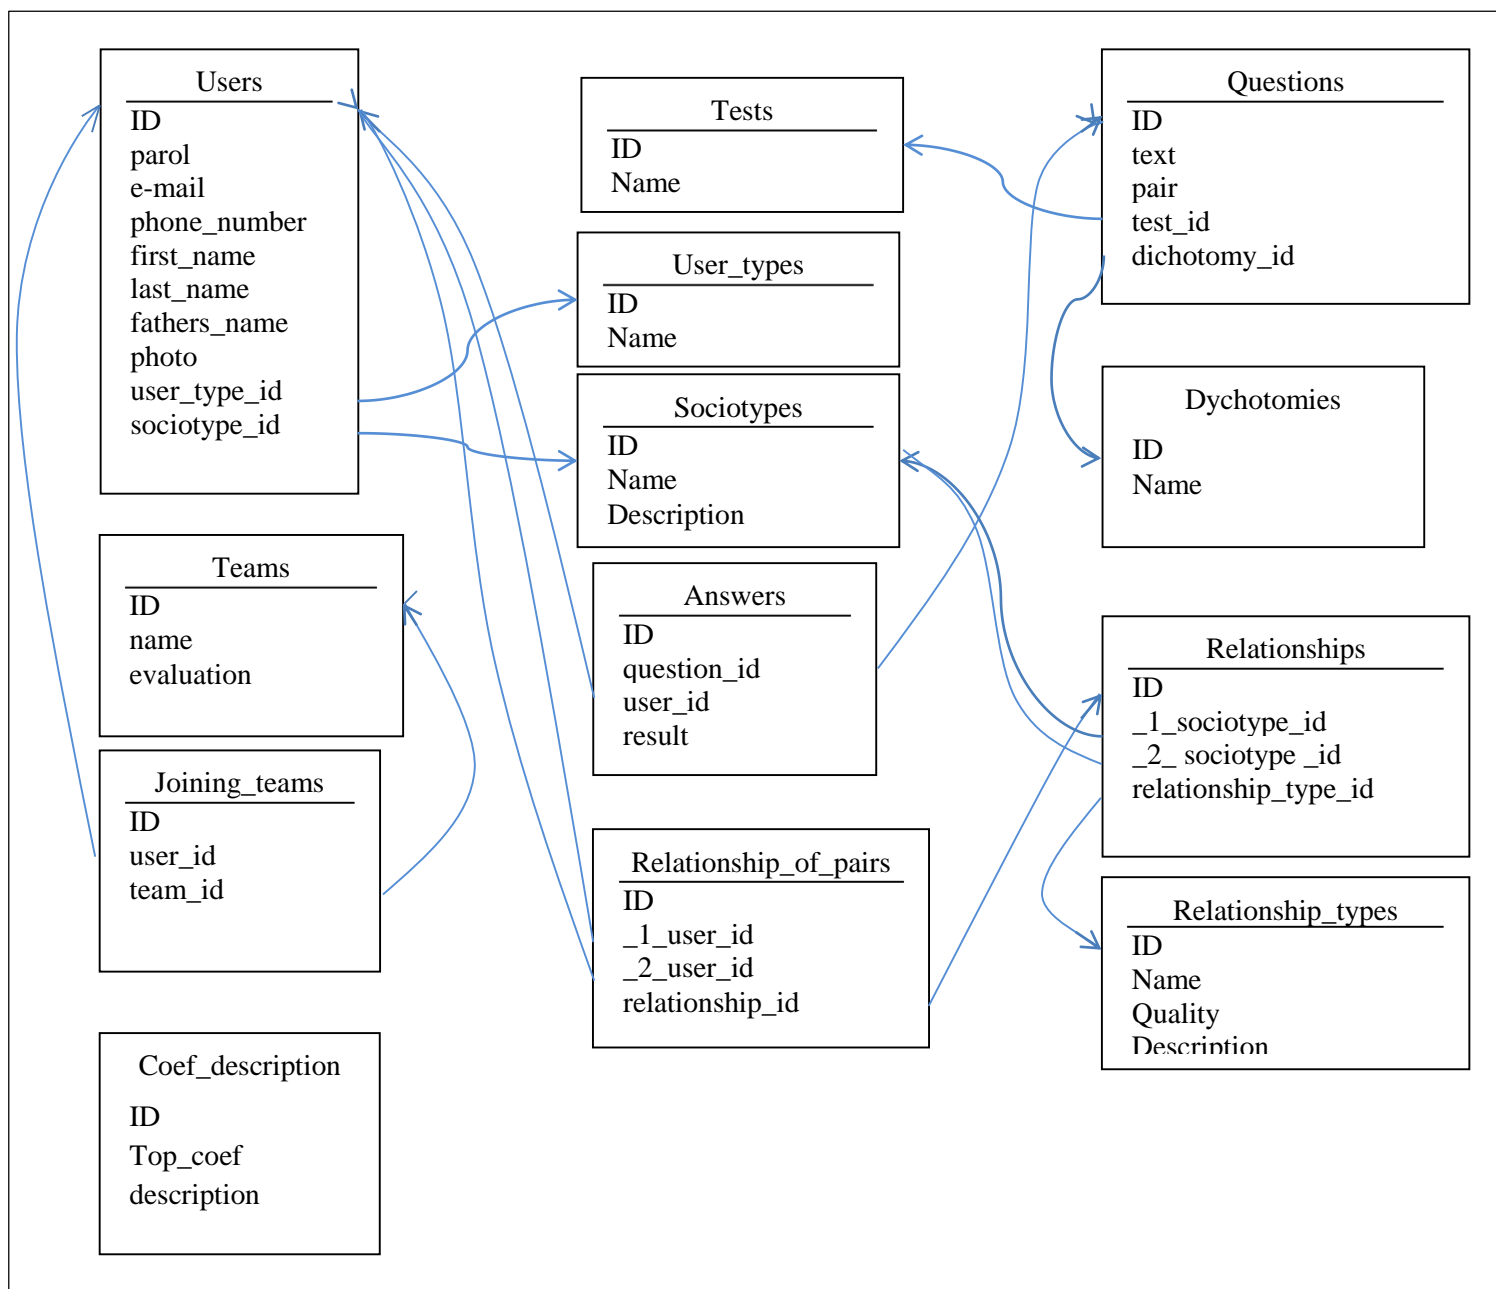 Users
ID
parol
e-mail
phone_number
first_name
last_name
fathers_name
photo
user_type_id
sociotype_id
Teams
ID
name
evaluation
Joining_teams
ID
user_id
team_id
Coef_description
ID
Top_coef
description
Tests
ID
Name
User_types
ID
Name
Sociotypes
ID
Name
Description
Answers
ID
question_id
user_id
result
Relationship_of_pairs
ID
_1_user_id
_2_user_id
relationship_id
Questions
ID
text
pair
test_id
dichotomy_id
Dychotomies
ID
Name
Relationships
ID
_1_sociotype_id
_2_ sociotype _id
relationship_type_id
Relationship_types
ID
Name
Quality
Description